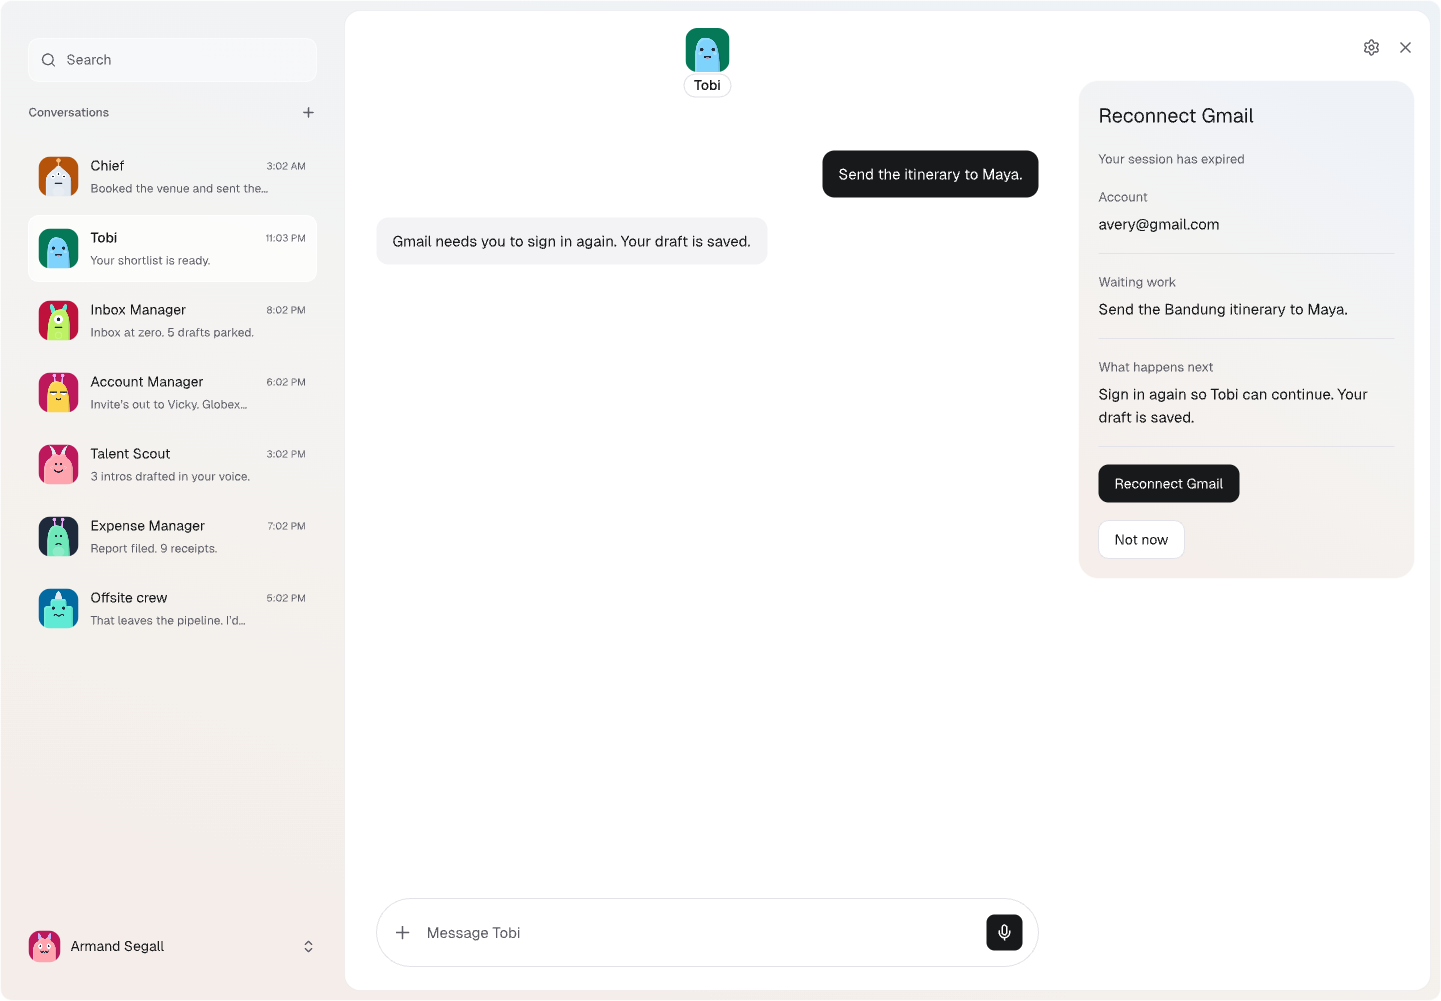 Search
Conversations
Chief
3:02 AM
Booked the venue and sent the...
Tobi
11:03 PM
Your shortlist is ready.
Inbox Manager
8:02 PM
Inbox at zero. 5 drafts parked.
Account Manager
6:02 PM
Invite's out to Vicky. Globex...
Talent Scout
3:02 PM
3 intros drafted in your voice.
Expense Manager
7:02 PM
Report filed. 9 receipts.
Offsite crew
5:02 PM
That leaves the pipeline. I'd...
Armand Segall
Tobi
Send the itinerary to Maya.
Gmail needs you to sign in again. Your draft is saved.
Message Tobi
Reconnect Gmail
Your session has expired
Account
avery@gmail.com
Waiting work
Send the Bandung itinerary to Maya.
What happens next
Sign in again so Tobi can continue. Your
draft is saved.
Reconnect Gmail
Not now